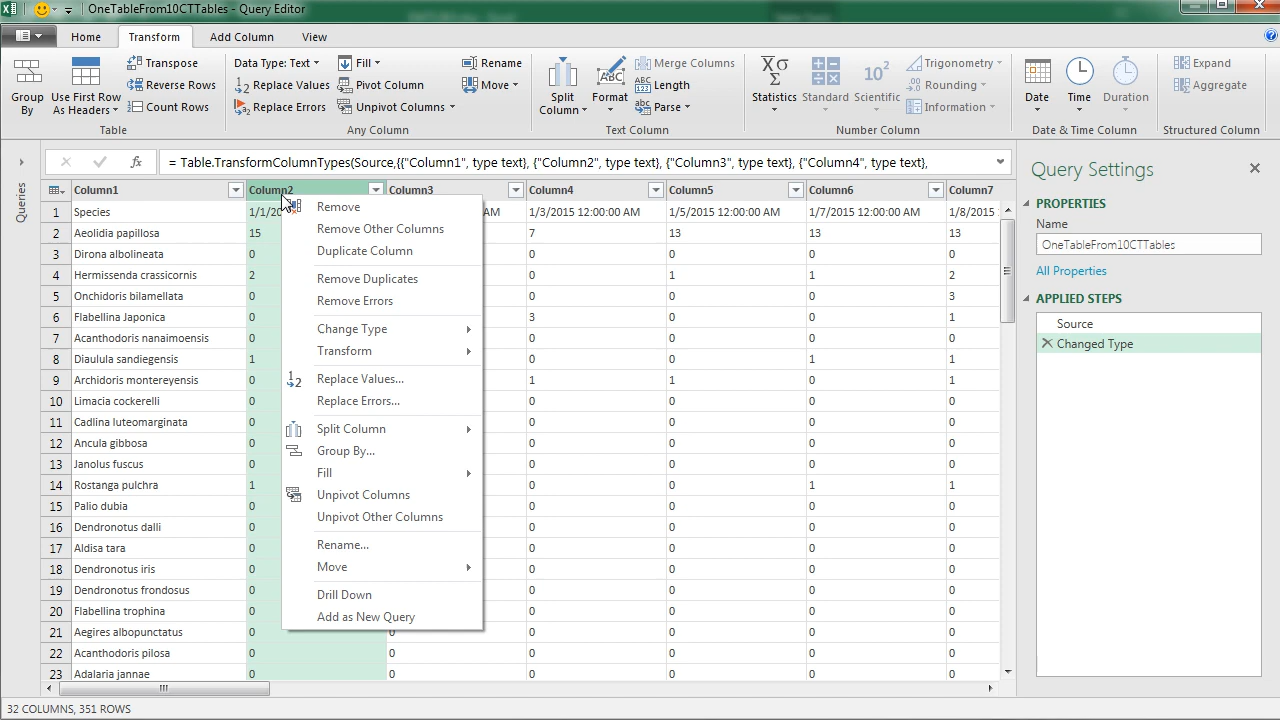 OneTableFrom10CTTables - Query Editor
Home Transform Add Column View
Group By
Use First Row As Headers
Transpose
Reverse Rows
Count Rows
Table
Data Type: Text
Replace Values
Replace Errors
Fill
Pivot Column
Unpivot Columns
Rename
Move
Any Column
Split Column
Format
Merge Columns
Length
Parse
Text Column
Statistics
Standard
Scientific
Trigonometry
Rounding
Information
Number Column
Date
Time
Duration
Date & Time Column
Expand
Aggregate
Structured Column
Queries
fx = Table.TransformColumnTypes(Source,{{"Column1", type text}, {"Column2", type text}, {"Column3", type text}, {"Column4", type text},
Column1 Column2 Column3 Column4 Column5 Column6 Column7
1 Species 1/1/20 AM 1/3/2015 12:00:00 AM 1/5/2015 12:00:00 AM 1/7/2015 12:00:00 AM 1/8/2015 1
2 Aeolidia papillosa 15 7 13 13 13
3 Dirona albolineata 0 0 0 0 0
4 Hermissenda crassicornis 2 0 1 1 2
5 Onchidoris bilamellata 0 0 0 0 3
6 Flabellina Japonica 0 3 0 0 1
7 Acanthodoris nanaimoensis 0 0 0 0 0
8 Diaulula sandiegensis 1 0 0 1 1
9 Archidoris montereyensis 0 1 1 0 1
10 Limacia cockerelli 0 0 0 0 0
11 Cadlina luteomarginata 0 0 0 0 0
12 Ancula gibbosa 0 0 0 0 0
13 Janolus fuscus 0 0 0 0 0
14 Rostanga pulchra 1 0 0 1 1
15 Palio dubia 0 0 0 0 0
16 Dendronotus dalli 0 0 0 0 0
17 Aldisa tara 0 0 0 0 0
18 Dendronotus iris 0 0 0 0 0
19 Dendronotus frondosus 0 0 0 0 0
20 Flabellina trophina 0 0 0 0 0
21 Aegires albopunctatus 0 0 0 0 0 0
22 Acanthodoris pilosa 0 0 0 0 0 0
23 Adalaria jannae 0 0 0 0 0 0
Remove
Remove Other Columns
Duplicate Column
Remove Duplicates
Remove Errors
Change Type
Transform
Replace Values...
Replace Errors...
Split Column
Group By...
Fill
Unpivot Columns
Unpivot Other Columns
Rename...
Move
Drill Down
Add as New Query
Query Settings
PROPERTIES
Name
OneTableFrom10CTTables
All Properties
APPLIED STEPS
Source
Changed Type
32 COLUMNS, 351 ROWS